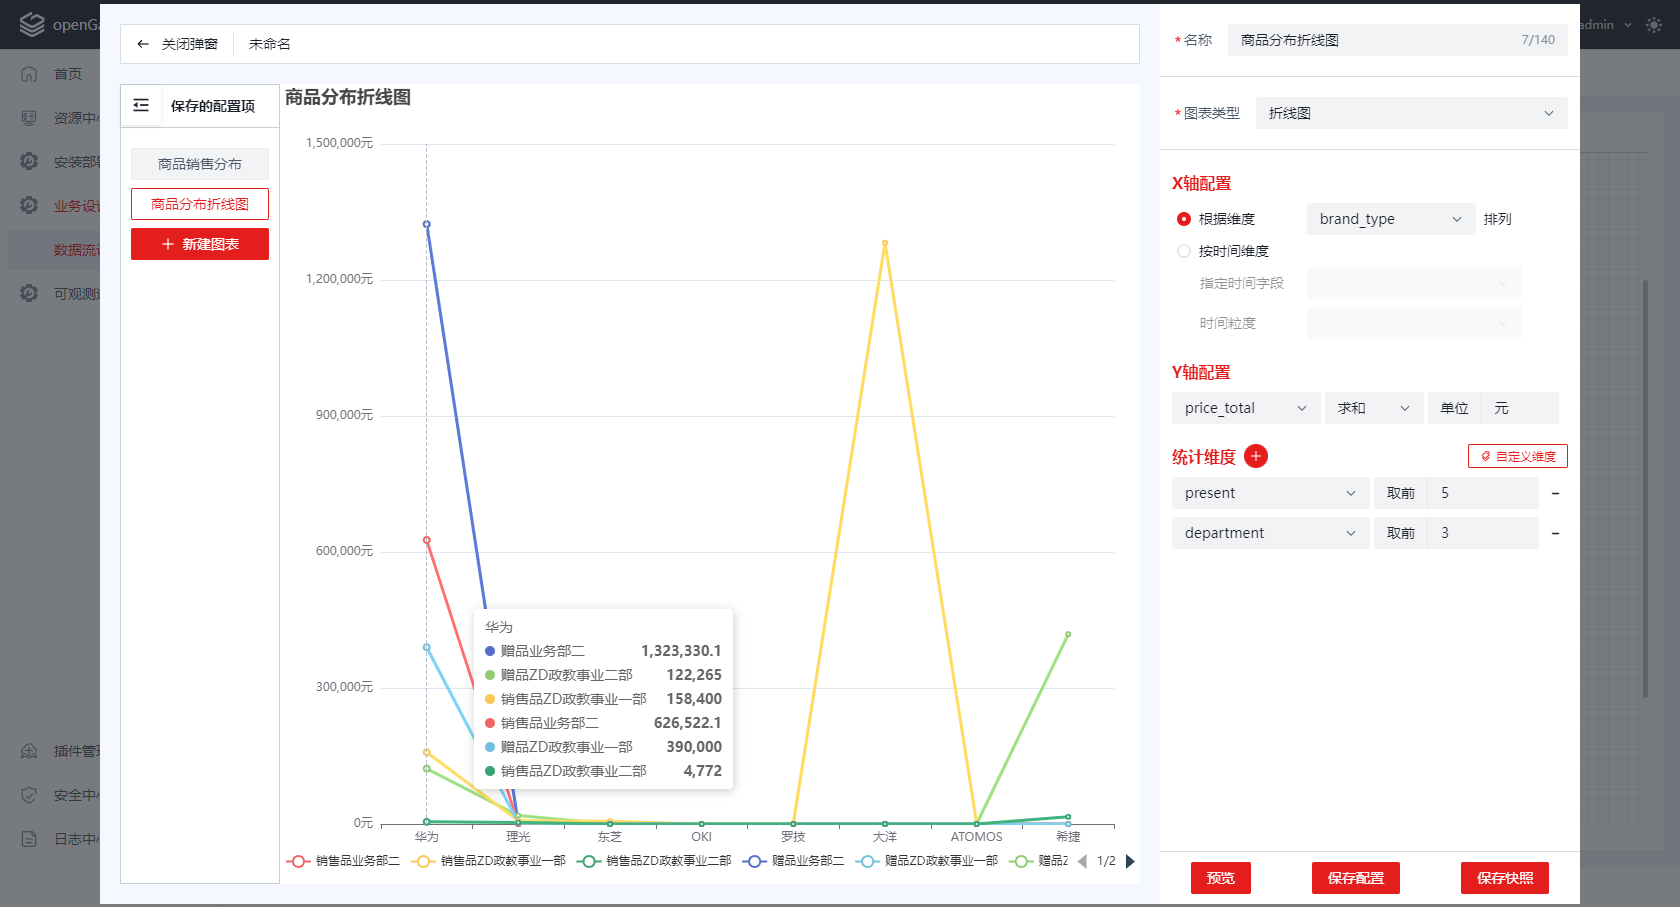 openGa
admin
首页
资源中心
安装部
业务设
数据流
可观测
插件管
安全中
日志中
← 关闭弹窗 未命名
保存的配置项
商品销售分布
商品分布折线图
+ 新建图表
商品分布折线图
1,500,000元
1,200,000元
900,000元
600,000元
300,000元
0元
华为
赠品业务部二 1,323,330.1
赠品ZD政教事业二部 122,265
销售品ZD政教事业一部 158,400
销售品业务部二 626,522.1
赠品ZD政教事业一部 390,000
销售品ZD政教事业二部 4,772
华为 理光 东芝 OKI 罗技 大洋 ATOMOS 希捷
销售品业务部二 销售品ZD政教事业一部 销售品ZD政教事业二部 赠品业务部二 赠品ZD政教事业一部 赠品Z 1/2
*名称 商品分布折线图 7/140
*图表类型 折线图
X轴配置
根据维度 brand_type 排列
按时间维度
指定时间字段
时间粒度
Y轴配置
price_total 求和 单位 元
统计维度 + 自定义维度
present 取前 5 −
department 取前 3 −
预览 保存配置 保存快照